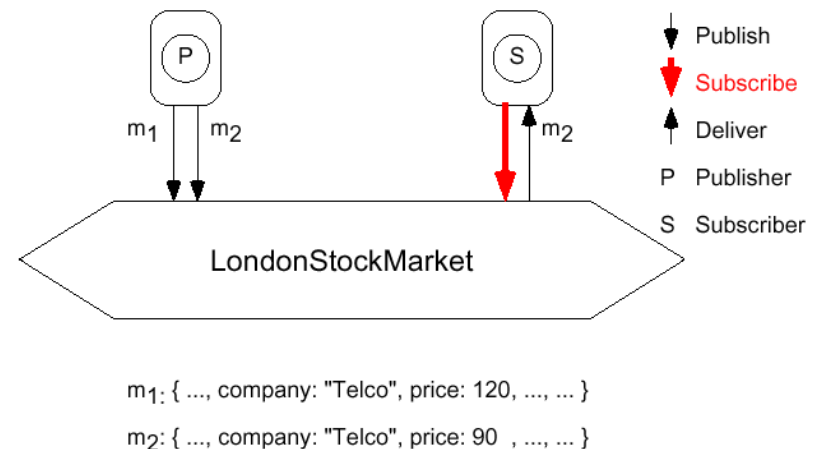 P
S
Publish
Subscribe
m1
m2
m2
Deliver
P Publisher
S Subscriber
LondonStockMarket
m1: { ..., company: "Telco", price: 120, ..., ... }
m2: { ..., company: "Telco", price: 90 , ..., ... }